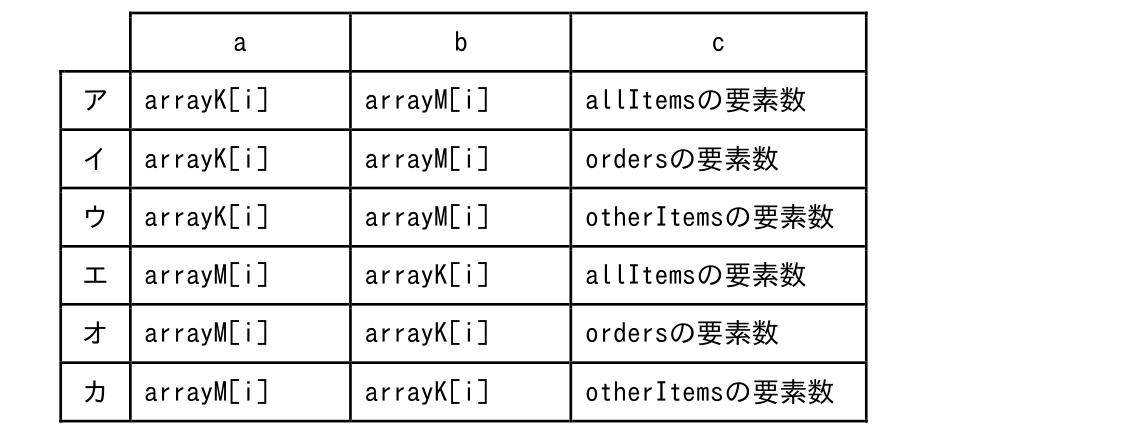 a b c
ア arrayK[i] arrayM[i] allItemsの要素数
イ arrayK[i] arrayM[i] ordersの要素数
ウ arrayK[i] arrayM[i] otherItemsの要素数
エ arrayM[i] arrayK[i] allItemsの要素数
オ arrayM[i] arrayK[i] ordersの要素数
カ arrayM[i] arrayK[i] otherItemsの要素数